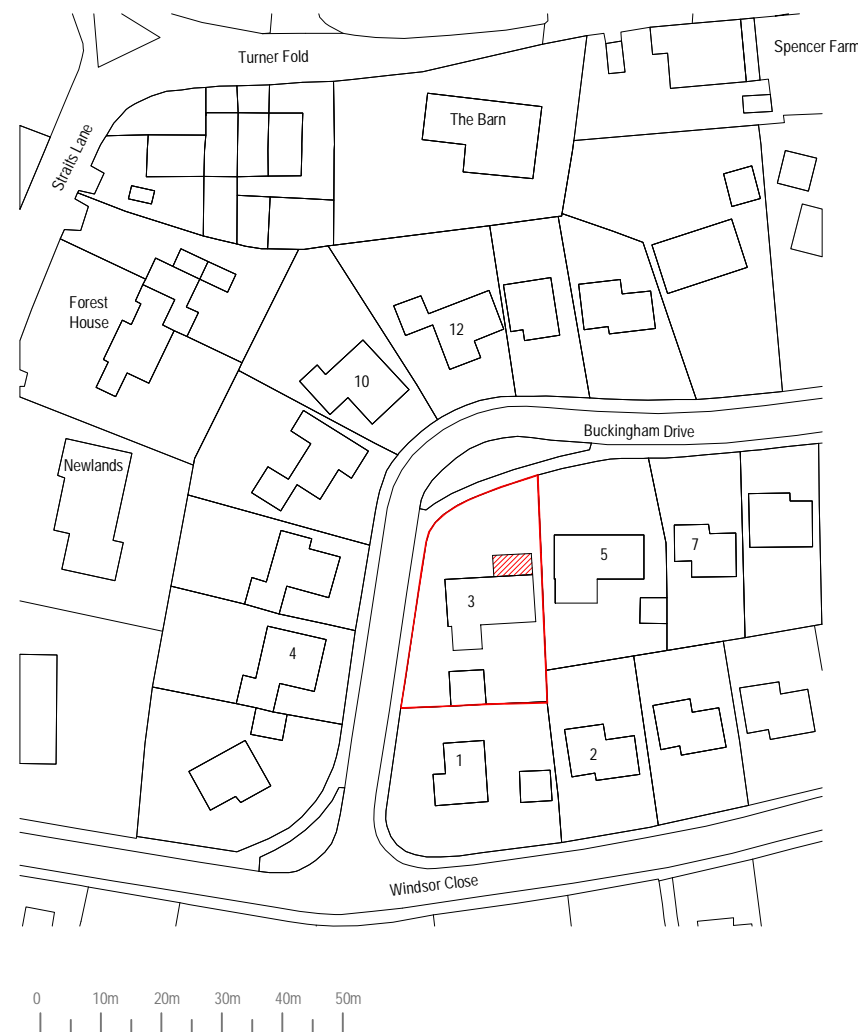 Turner Fold
Spencer Farm
The Barn
Straits Lane
Forest
House
12
10
Buckingham Drive
Newlands
5
7
3
4
1
2
Windsor Close
0 10m 20m 30m 40m 50m